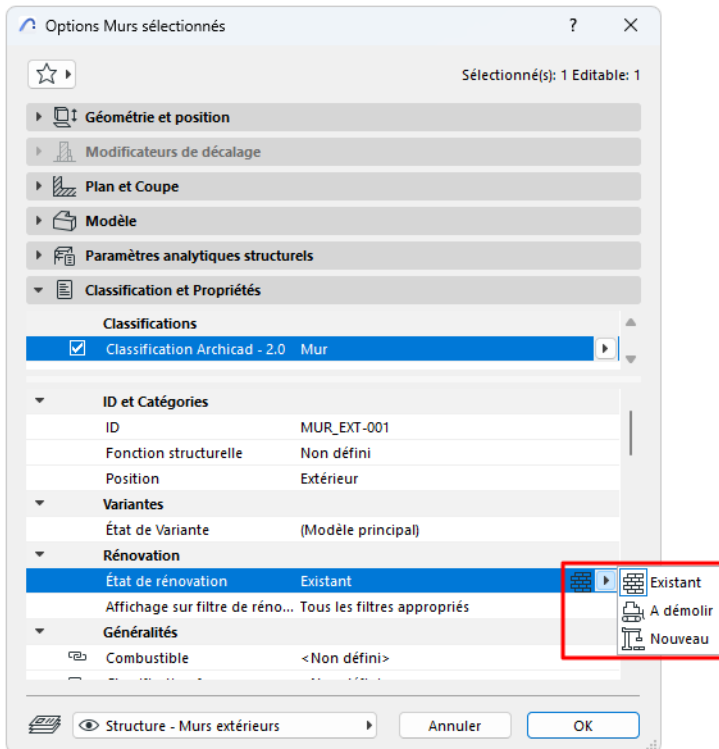 Options Murs sélectionnés ? ×
Sélectionné(s): 1 Editable: 1
Géométrie et position
Modificateurs de décalage
Plan et Coupe
Modèle
Paramètres analytiques structurels
Classification et Propriétés
Classifications
Classification Archicad - 2.0 Mur
ID et Catégories
ID MUR_EXT-001
Fonction structurelle Non défini
Position Extérieur
Variantes
État de Variante (Modèle principal)
Rénovation
État de rénovation Existant
Existant
A démolir
Nouveau
Affichage sur filtre de réno... Tous les filtres appropriés
Généralités
Combustible <Non défini>
Structure - Murs extérieurs
Annuler
OK